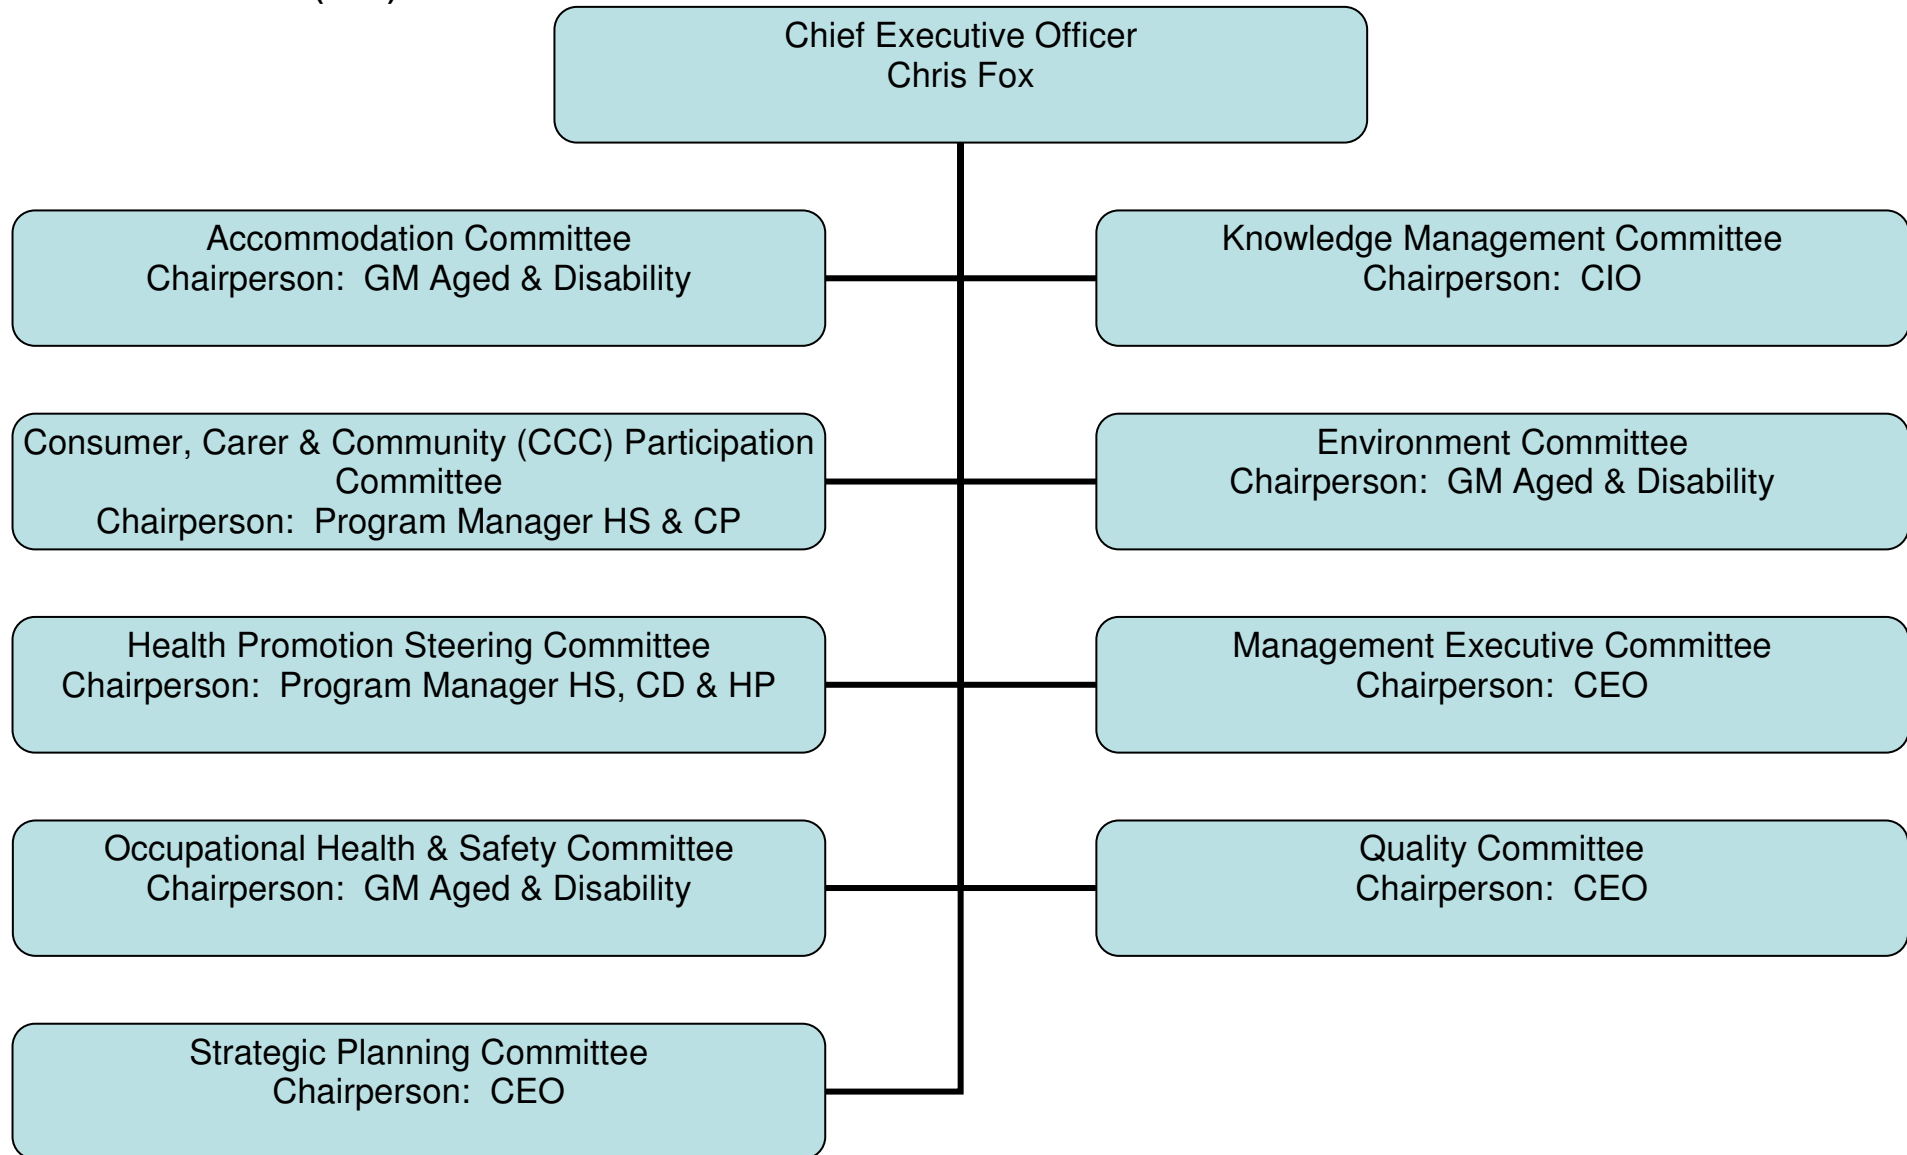 Chief Executive Officer
Chris Fox
Accommodation Committee
Chairperson:  GM Aged & Disability
Knowledge Management Committee
Chairperson:  CIO
Consumer, Carer & Community (CCC) Participation
Committee
Chairperson:  Program Manager HS & CP
Environment Committee
Chairperson:  GM Aged & Disability
Health Promotion Steering Committee
Chairperson:  Program Manager HS, CD & HP
Management Executive Committee
Chairperson:  CEO
Occupational Health & Safety Committee
Chairperson:  GM Aged & Disability
Quality Committee
Chairperson:  CEO
Strategic Planning Committee
Chairperson:  CEO